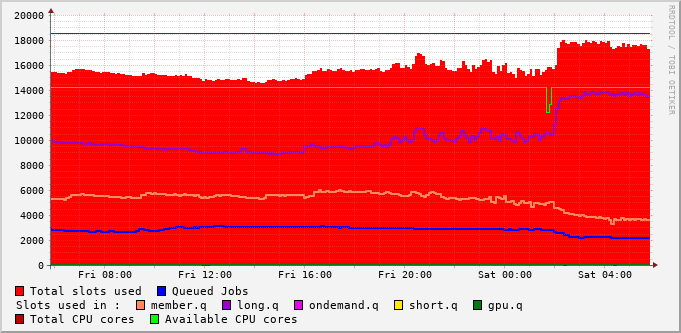 20000
18000
16000
14000
12000
10000
8000
6000
4000
2000
0
Fri 08:00 Fri 12:00 Fri 16:00 Fri 20:00 Sat 00:00 Sat 04:00
Total slots used Queued Jobs
Slots used in : member.q long.q ondemand.q short.q gpu.q
Total CPU cores Available CPU cores
RRDTOOL / TOBI OETIKER